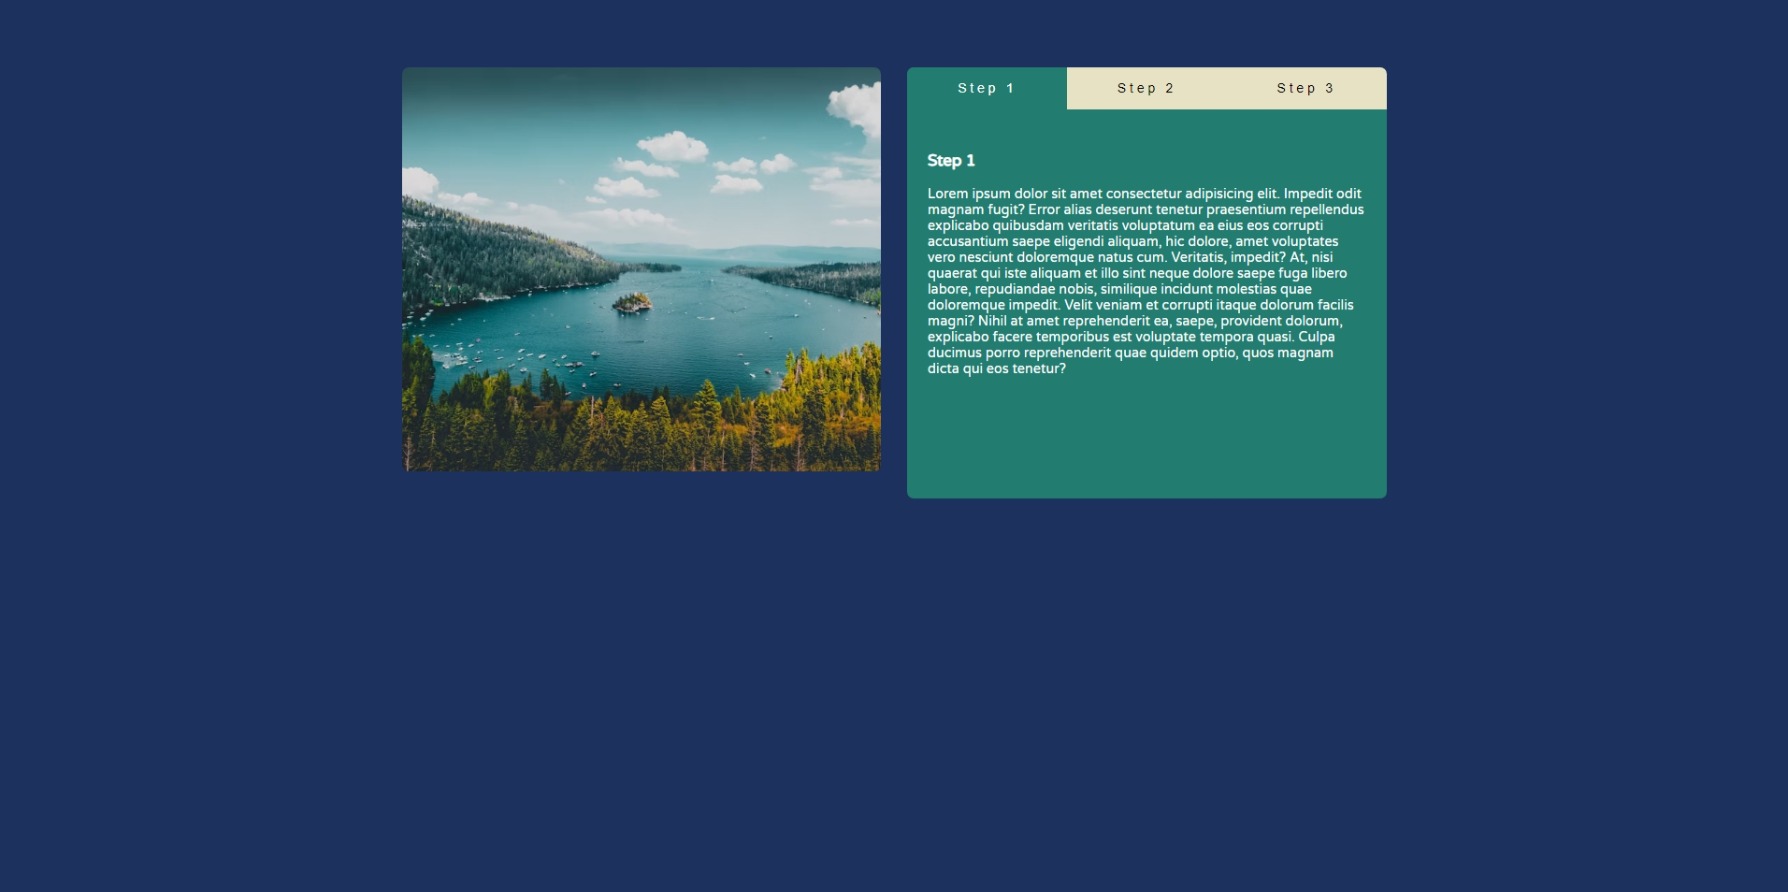 Step 1
Step 2
Step 3
Step 1
Lorem ipsum dolor sit amet consectetur adipisicing elit. Impedit odit
magnam fugit? Error alias deserunt tenetur praesentium repellendus
explicabo quibusdam veritatis voluptatum ea eius eos corrupti
accusantium saepe eligendi aliquam, hic dolore, amet voluptates
vero nesciunt doloremque natus cum. Veritatis, impedit? At, nisi
quaerat qui iste aliquam et illo sint neque dolore saepe fuga libero
labore, repudiandae nobis, similique incidunt molestias quae
doloremque impedit. Velit veniam et corrupti itaque dolorum facilis
magni? Nihil at amet reprehenderit ea, saepe, provident dolorum,
explicabo facere temporibus est voluptate tempora quasi. Culpa
ducimus porro reprehenderit quae quidem optio, quos magnam
dicta qui eos tenetur?